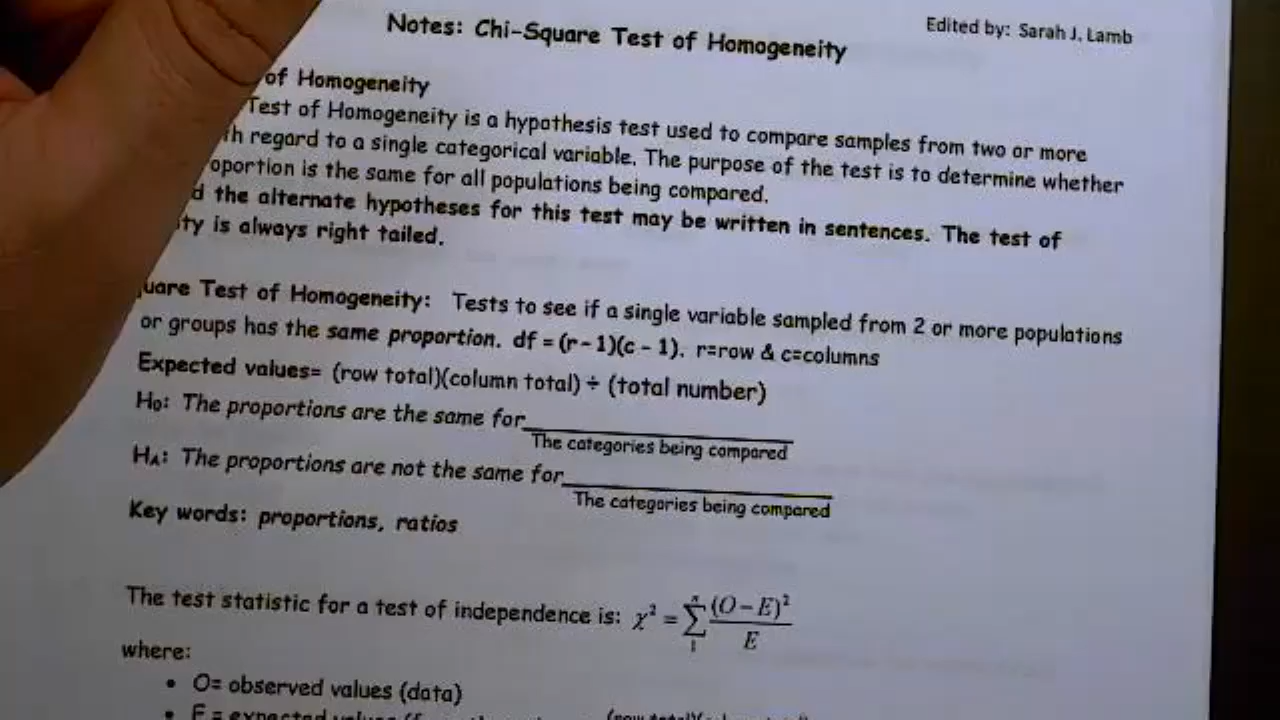 Notes: Chi-Square Test of Homogeneity
Edited by: Sarah J. Lamb
of Homogeneity
Test of Homogeneity is a hypothesis test used to compare samples from two or more
regard to a single categorical variable. The purpose of the test is to determine whether
oportion is the same for all populations being compared.
the alternate hypotheses for this test may be written in sentences. The test of
ty is always right tailed.
uare Test of Homogeneity: Tests to see if a single variable sampled from 2 or more populations
or groups has the same proportion. df = (r - 1)(c - 1). r=row & c=columns
Expected values= (row total)(column total) ÷ (total number)
H₀: The proportions are the same for
The categories being compared
Hᴀ: The proportions are not the same for
The categories being compared
Key words: proportions, ratios
The test statistic for a test of independence is: χ² = Σ (O – E)² / E
where:
• O= observed values (data)
• E = expected values